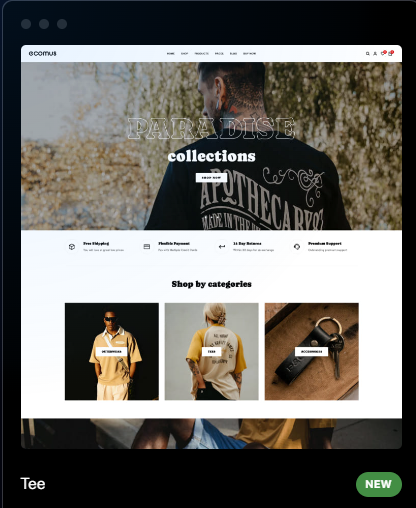 ecomus
HOME SHOP PRODUCTS PAGES BLOG BUY NOW
PARADISE
collections
SHOP NOW
APOTHECARY
MADE IN THE
Free Shipping
Flexible Payment
14 Day Returns
Premium Support
Shop by categories
OUTERWEAR
TEES
ACCESSORIES
Tee
NEW